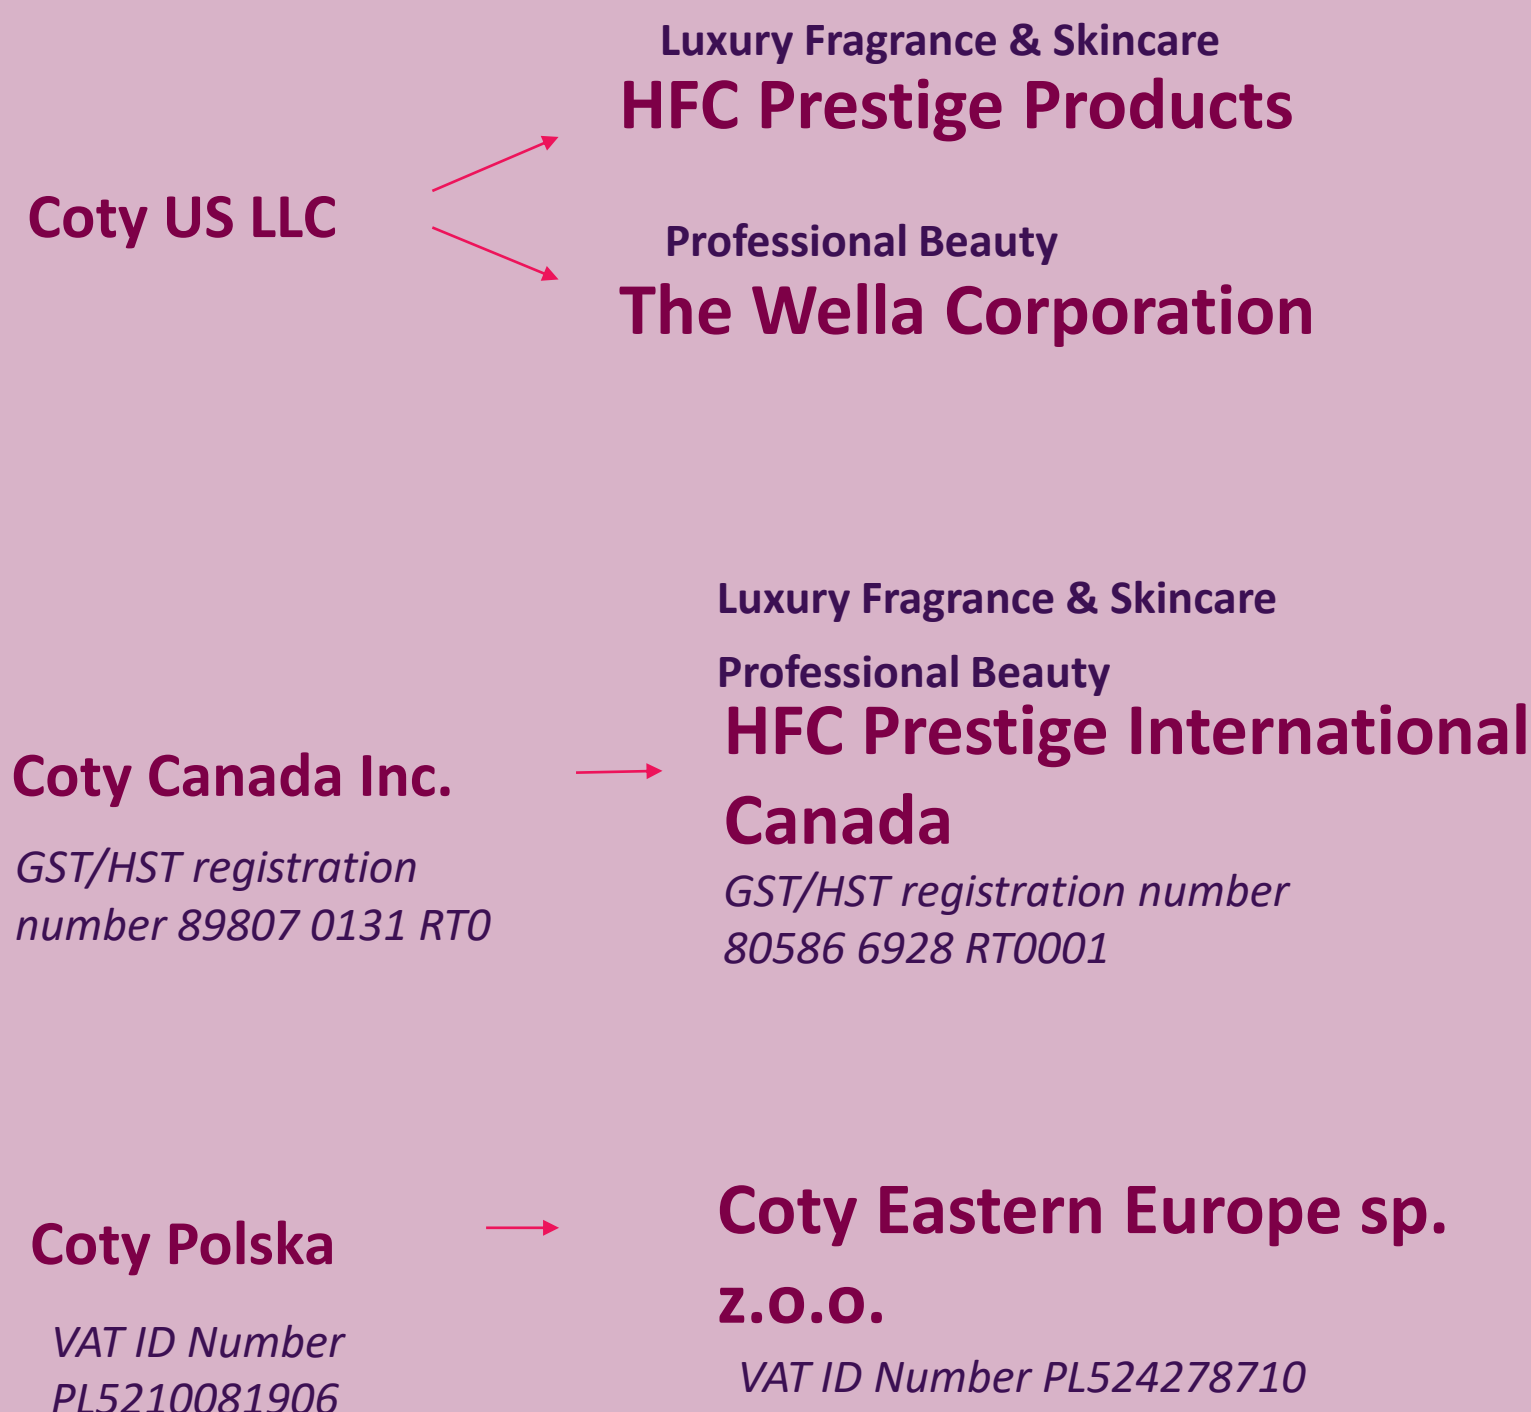 Luxury Fragrance & Skincare
HFC Prestige Products
Coty US LLC
Professional Beauty
The Wella Corporation
Luxury Fragrance & Skincare
Professional Beauty
HFC Prestige International
Canada
Coty Canada Inc.
GST/HST registration
number 89807 0131 RT0
GST/HST registration number
80586 6928 RT0001
Coty Eastern Europe sp.
z.o.o.
Coty Polska
VAT ID Number
PL5210081906
VAT ID Number PL524278710